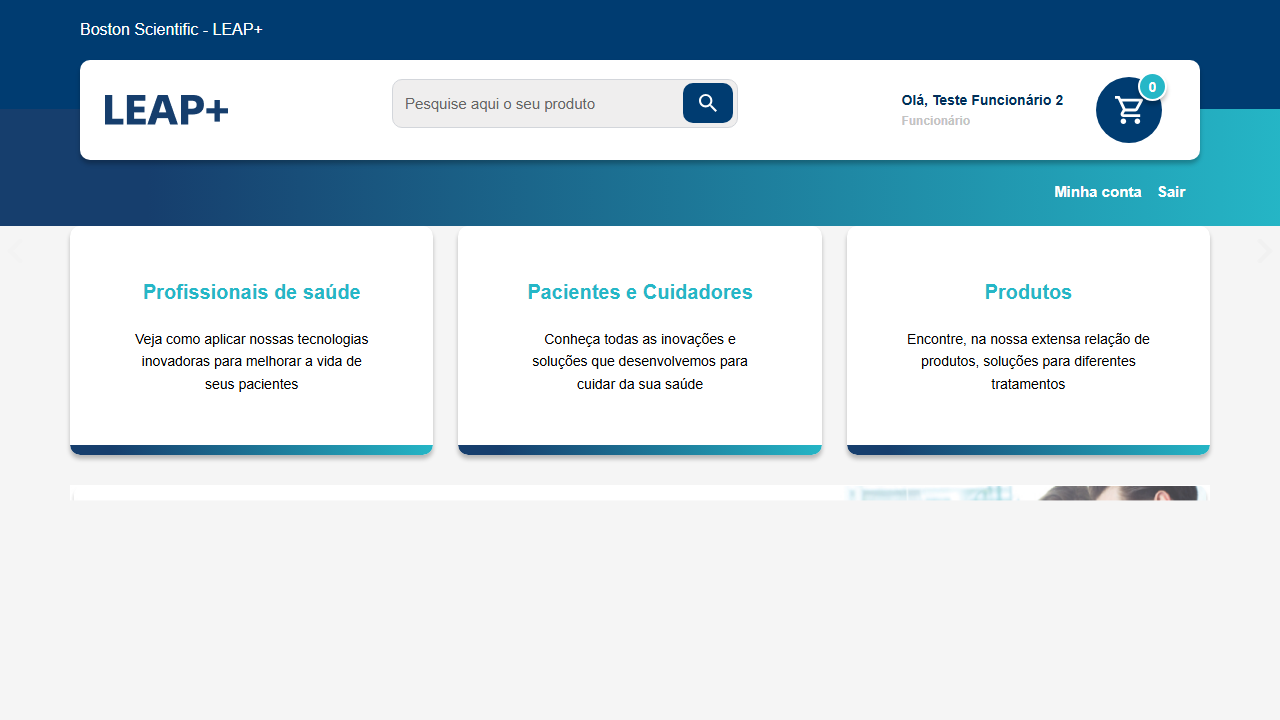 Boston Scientific - LEAP+
LEAP+
Pesquise aqui o seu produto
Olá, Teste Funcionário 2
Funcionário
0
Minha conta
Sair
Profissionais de saúde
Veja como aplicar nossas tecnologias
inovadoras para melhorar a vida de
seus pacientes
Pacientes e Cuidadores
Conheça todas as inovações e
soluções que desenvolvemos para
cuidar da sua saúde
Produtos
Encontre, na nossa extensa relação de
produtos, soluções para diferentes
tratamentos